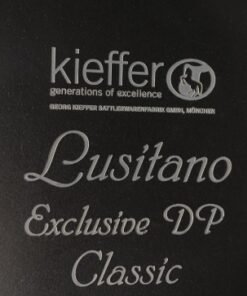 kieffer
generations of excellence
GEORG KIEFFER SATTLERWARENFABRIK GMBH, MÜNCHEN
Lusitano
Exclusive DP
Classic